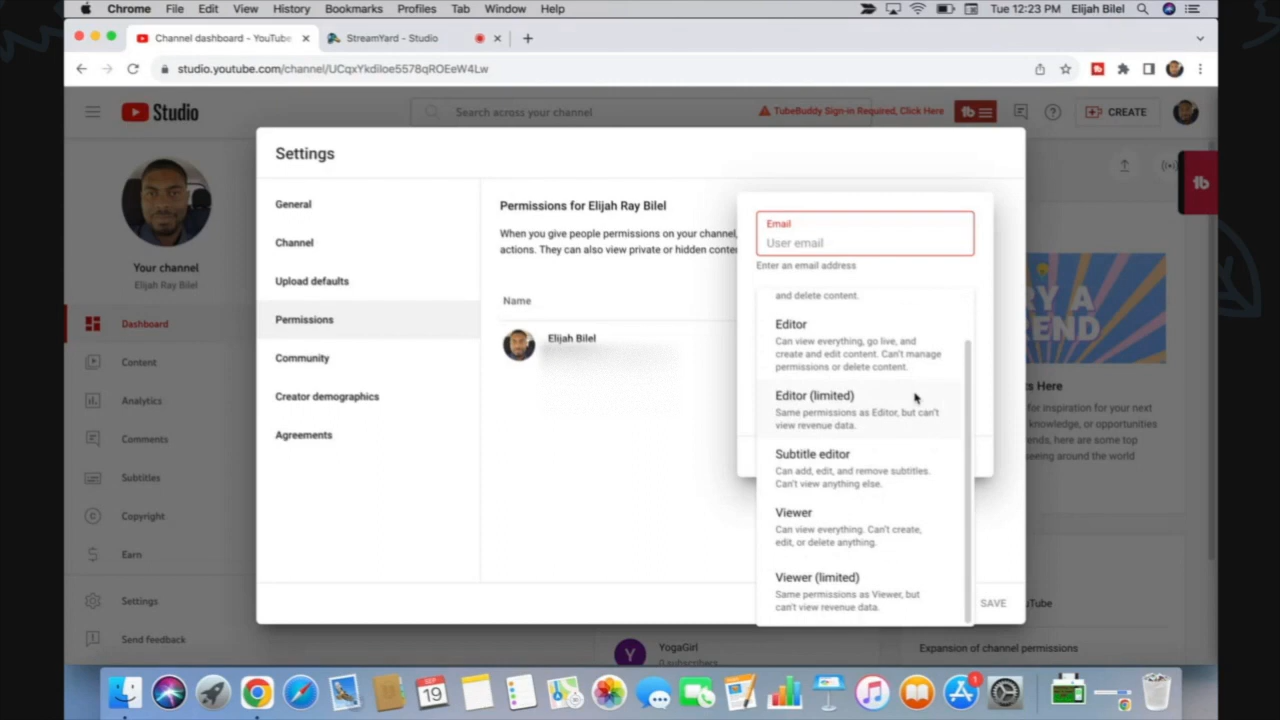 Chrome File Edit View History Bookmarks Profiles Tab Window Help Tue 12:23 PM Elijah Bilel
Channel dashboard - YouTube
StreamYard - Studio
studio.youtube.com/channel/UCqxYkdiloe5578qROEeW4Lw
Studio
Search across your channel
TubeBuddy Sign-in Required, Click Here
tb
CREATE
tb
Your channel
Elijah Ray Bilel
Dashboard
Content
Analytics
Comments
Subtitles
Copyright
Earn
Settings
Send feedback
Settings
General
Channel
Upload defaults
Permissions
Community
Creator demographics
Agreements
Permissions for Elijah Ray Bilel
When you give people permissions on your channel,
actions. They can also view private or hidden conte
Name
Elijah Bilel
Email
User email
Enter an email address
and delete content.
Editor
Can view everything, go live, and
create and edit content. Can't manage
permissions or delete content.
Editor (limited)
Same permissions as Editor, but can't
view revenue data.
Subtitle editor
Can add, edit, and remove subtitles.
Can't view anything else.
Viewer
Can view everything. Can't create,
edit, or delete anything.
Viewer (limited)
Same permissions as Viewer, but
can't view revenue data.
SAVE
RY A
REND
s Here
for inspiration for your next
knowledge, or opportunities
ends, here are some top
eeing around the world
uTube
Expansion of channel permissions
Y
YogaGirl
0 subscribers
SEP
19
1